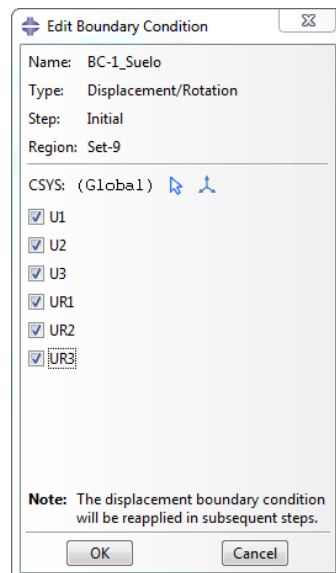 Edit Boundary Condition
Name: BC-1_Suelo
Type: Displacement/Rotation
Step: Initial
Region: Set-9
CSYS: (Global)
U1
U2
U3
UR1
UR2
UR3
Note: The displacement boundary condition
will be reapplied in subsequent steps.
OK Cancel